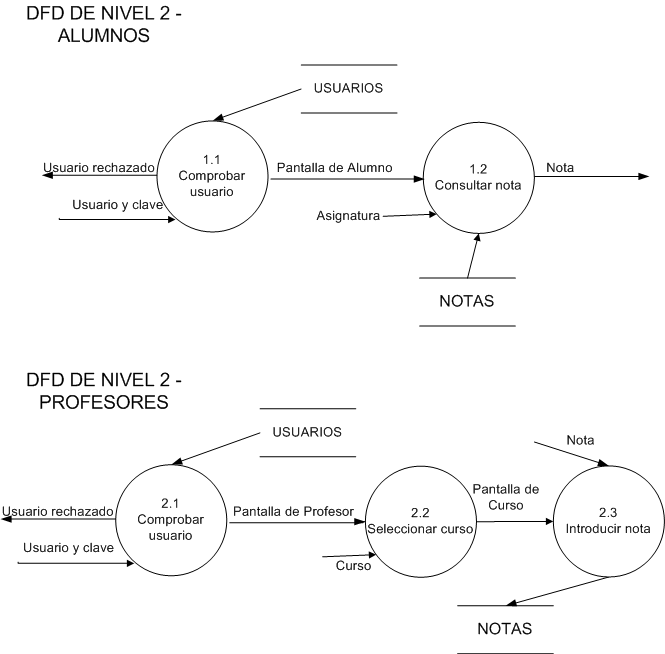 DFD DE NIVEL 2 -
ALUMNOS
USUARIOS
Usuario rechazado
1.1
Comprobar
usuario
Pantalla de Alumno
1.2
Consultar nota
Nota
Usuario y clave
Asignatura
NOTAS
DFD DE NIVEL 2 -
PROFESORES
USUARIOS
Nota
Usuario rechazado
2.1
Comprobar
usuario
Pantalla de Profesor
2.2
Seleccionar curso
Pantalla de
Curso
2.3
Introducir nota
Usuario y clave
Curso
NOTAS